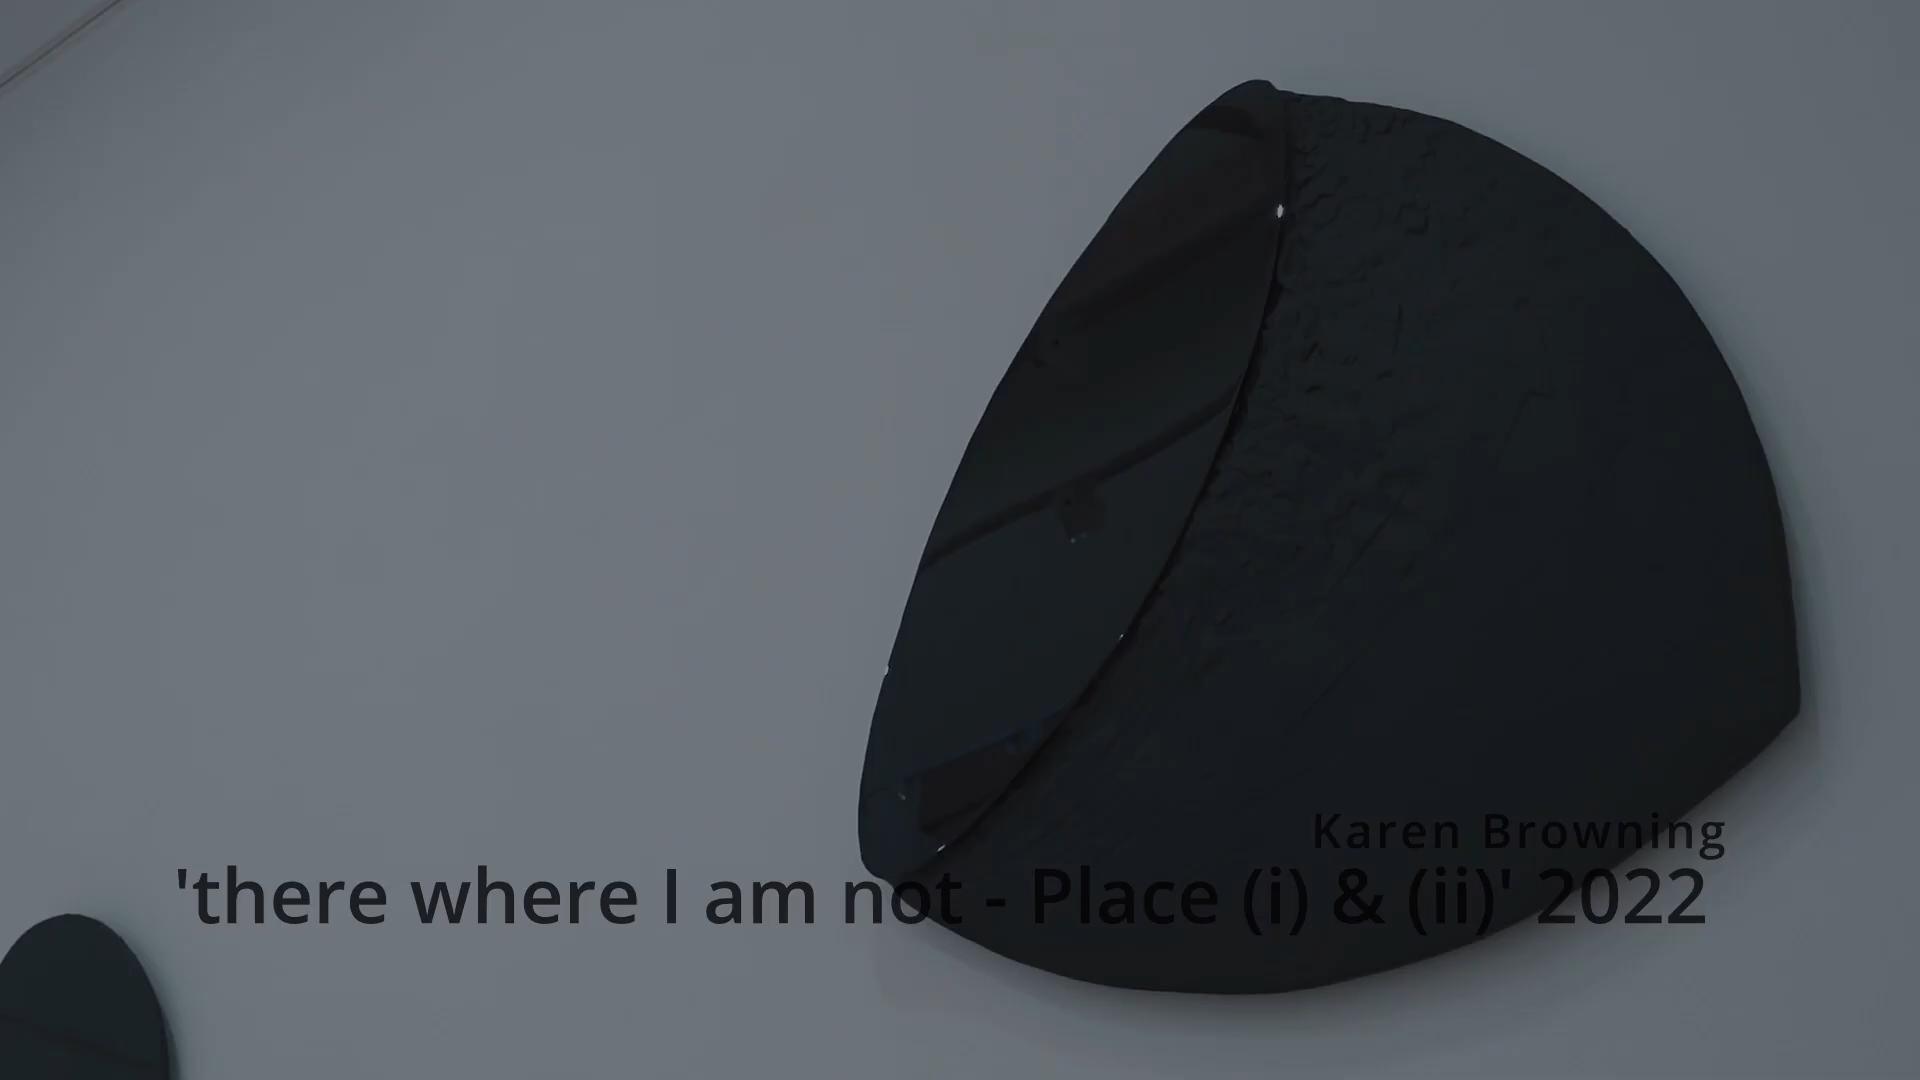 Karen Browning
'there where I am not - Place (i) & (ii)' 2022